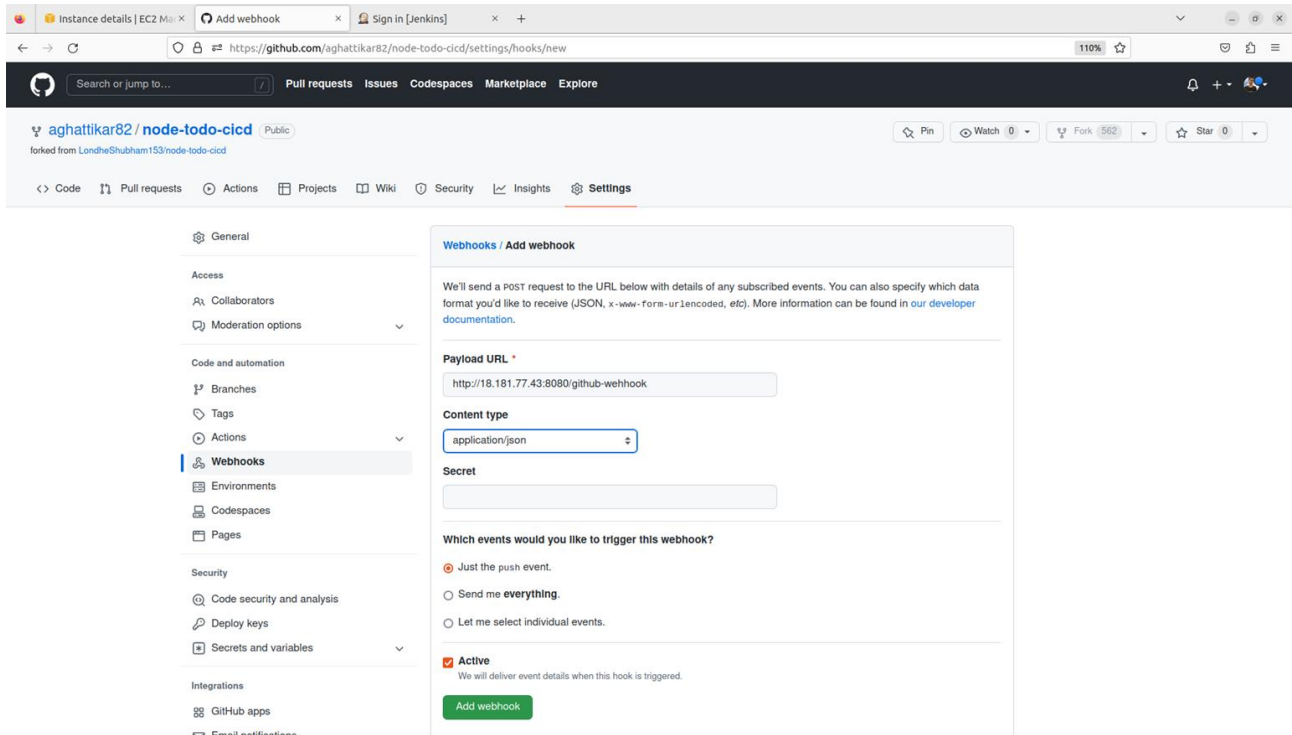 Instance details | EC2 Ma
Add webhook
Sign in [Jenkins]
https://github.com/aghattikar82/node-todo-cicd/settings/hooks/new
110%
Search or jump to...
/
Pull requests Issues Codespaces Marketplace Explore
aghattikar82 / node-todo-cicd Public
Pin
Watch 0
Fork 562
Star 0
forked from LondheShubham153/node-todo-cicd
Code
Pull requests
Actions
Projects
Wiki
Security
Insights
Settings
General
Access
Collaborators
Moderation options
Code and automation
Branches
Tags
Actions
Webhooks
Environments
Codespaces
Pages
Security
Code security and analysis
Deploy keys
Secrets and variables
Integrations
GitHub apps
Email notifications
Webhooks / Add webhook
We'll send a POST request to the URL below with details of any subscribed events. You can also specify which data
format you'd like to receive (JSON, x-www-form-urlencoded, etc). More information can be found in our developer
documentation.
Payload URL *
http://18.181.77.43:8080/github-wehhook
Content type
application/json
Secret
Which events would you like to trigger this webhook?
Just the push event.
Send me everything.
Let me select individual events.
Active
We will deliver event details when this hook is triggered.
Add webhook